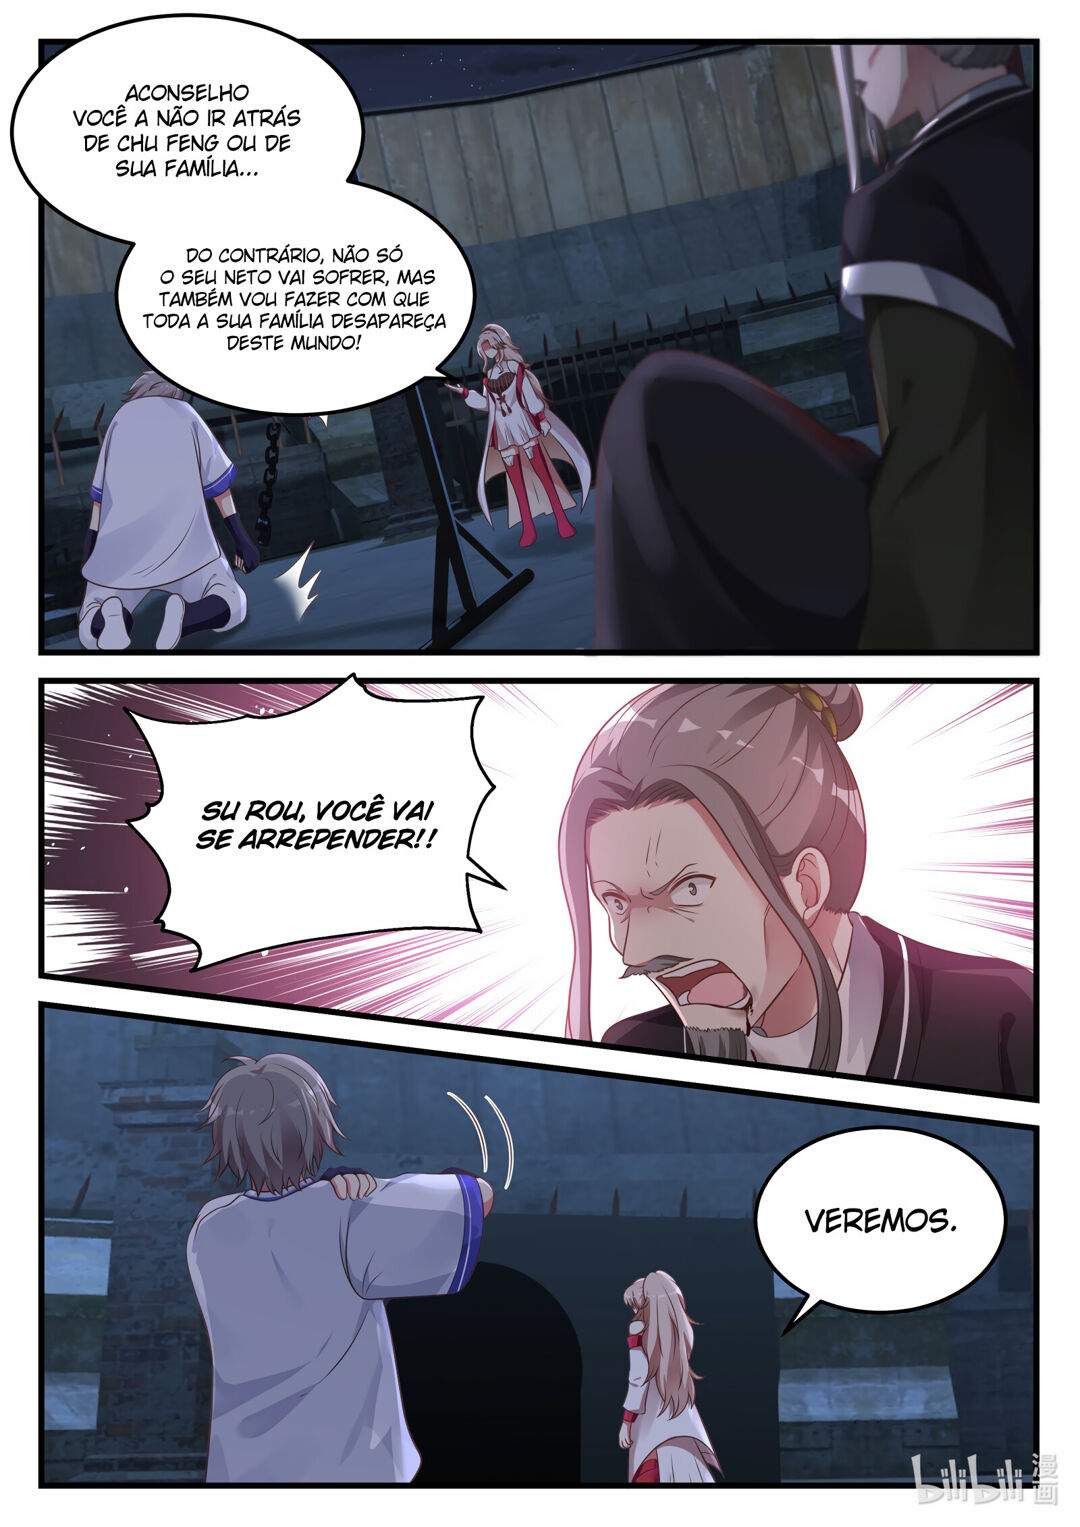 ACONSELHO
VOCÊ A NÃO IR ATRÁS
DE CHU FENG OU DE
SUA FAMÍLIA...
DO CONTRÁRIO, NÃO SÓ
O SEU NETO VAI SOFRER, MAS
TAMBÉM VOU FAZER COM QUE
TODA A SUA FAMÍLIA DESAPAREÇA
DESTE MUNDO!
SU ROU, VOCÊ VAI
SE ARREPENDER!!
VEREMOS.
bilibili 漫画